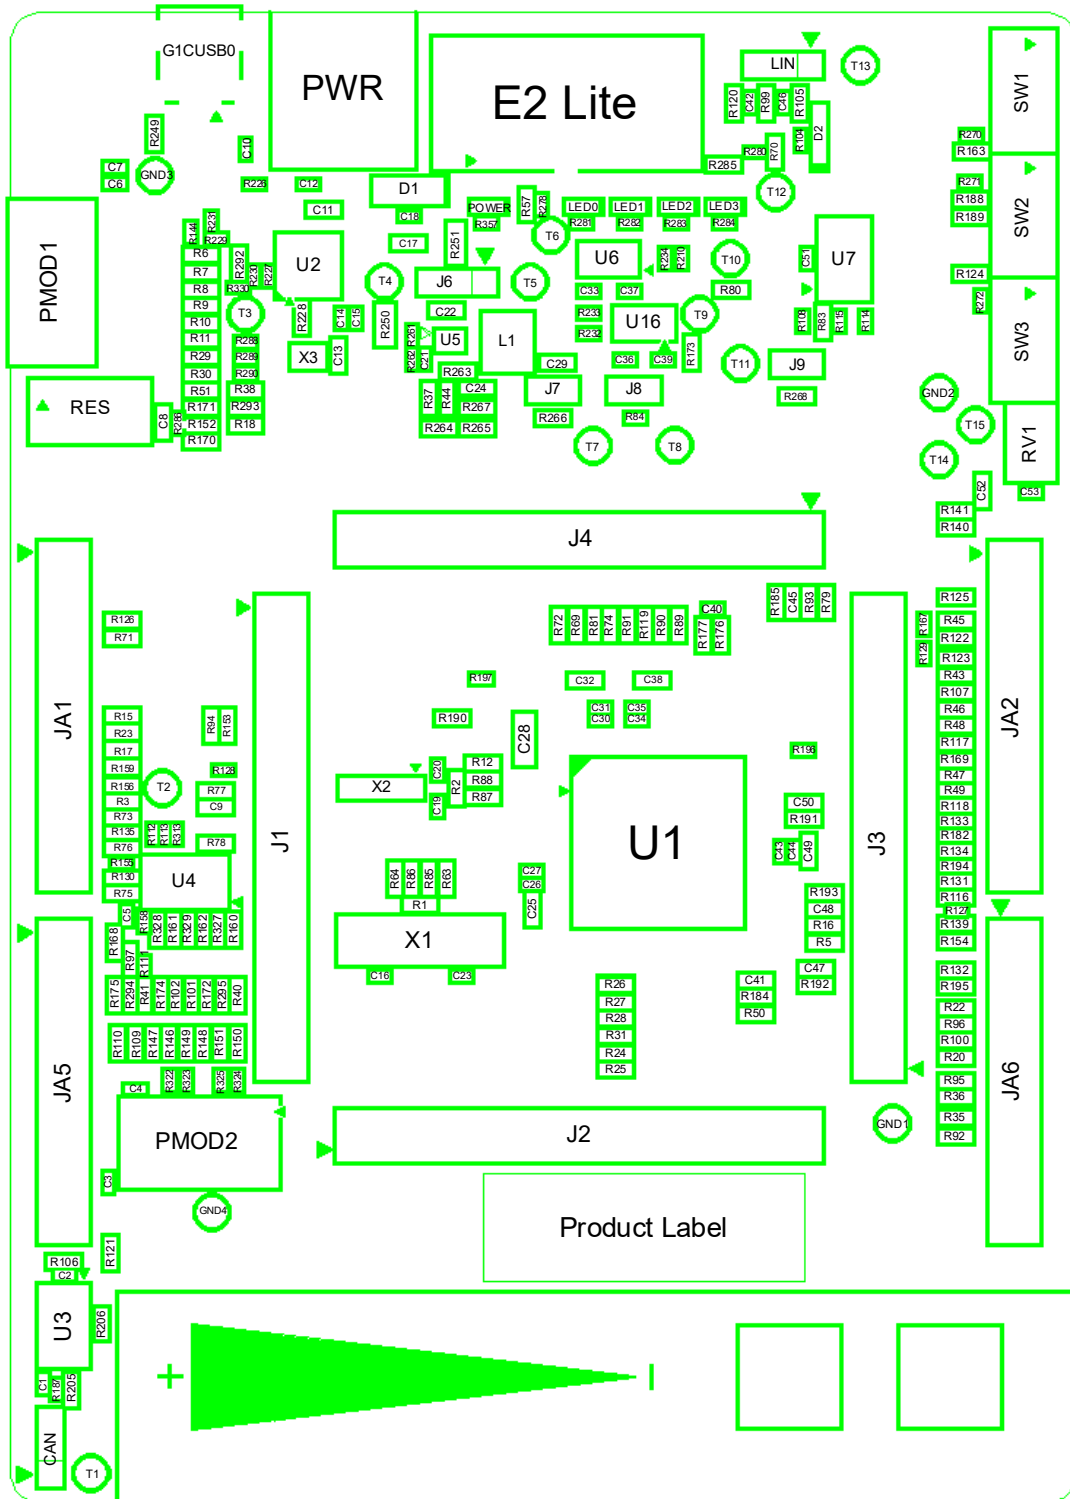 G1CUSB0
PWR
E2 Lite
LIN
T13
SW1
R120
C42
R99
C46
R105
R104
D2
R249
C10
R280
R70
R285
R270
R163
C7
C6
GND3
R226
C12
D1
T12
R271
R188
R189
SW2
C11
C18
POWER
R357
R57
R278
LED0
LED1
LED2
LED3
R281
R282
R283
R284
PMOD1
R144
R231
R229
R6
R7
R8
R9
R10
R11
R29
R30
R51
R171
R152
R170
R292
R230
R227
R330
T3
R288
R289
R290
R38
R293
R18
U2
C17
R251
T6
U6
R234
R210
T10
C51
U7
R124
R272
SW3
T4
J6
T5
C33
C37
R80
R228
C14
C15
R250
C22
R233
R232
U16
T9
R108
R83
R115
R114
X3
C13
R261
R262
C21
U5
L1
C29
C36
C39
R173
T11
J9
R263
R37
R44
C24
R267
R264
R265
J7
J8
R266
R84
R268
GND2
RES
C8
R286
T7
T8
T15
T14
RV1
C52
C53
R141
R140
J4
JA1
R126
R71
R15
R23
R17
R159
R156
R3
R73
R135
R76
R155
R130
R75
R94
R153
R128
R77
C9
T2
R112
R113
R313
R78
U4
J1
R72
R69
R81
R74
R91
R119
R90
R89
C40
R177
R176
R185
C45
R93
R79
R167
R129
R125
R45
R122
R123
R43
R107
R46
R48
R117
R169
R47
R49
R118
R133
R182
R134
R194
R131
R116
R127
R139
R154
R132
R195
R22
R96
R100
R20
R95
R36
R35
R92
JA2
R197
C32
C38
R190
C28
C31
C30
C35
C34
R196
X2
C20
C19
R2
R12
R88
R87
U1
C50
R191
C43
C44
C49
J3
R64
R86
R85
R63
R1
C27
C26
C25
R193
C48
R16
R5
X1
C16
C23
C47
R192
C41
R184
R50
R26
R27
R28
R31
R24
R25
JA5
C5
R158
R328
R161
R329
R162
R327
R160
R168
R97
R111
R175
R294
R41
R174
R102
R101
R172
R295
R40
R110
R109
R147
R146
R149
R148
R151
R150
C4
R322
R323
R325
R324
PMOD2
C3
GND4
J2
GND1
JA6
Product Label
R121
R106
C2
U3
R206
C1
R187
R205
CAN
T1
+